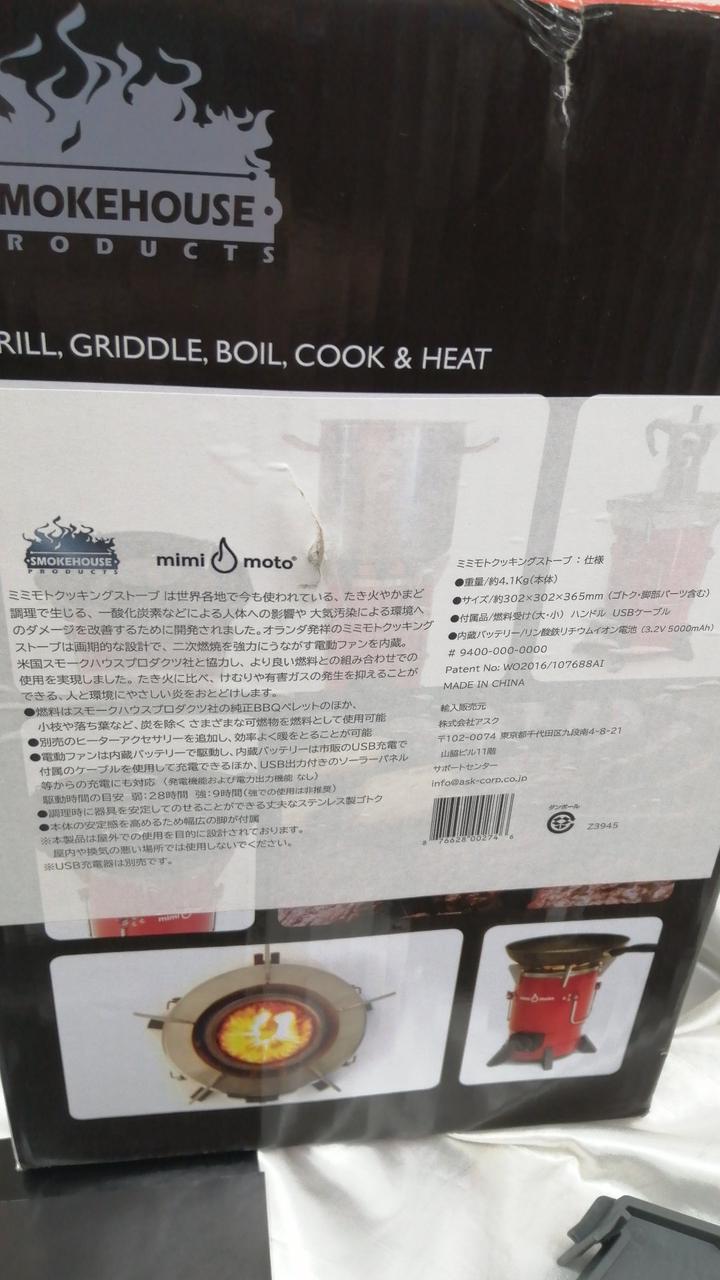 MOKEHOUSE
RODUCTS
RILL, GRIDDLE, BOIL, COOK & HEAT
SMOKEHOUSE
PRODUCTS
mimi moto®
ミミモトクッキングストーブ は世界各地で今も使われている、たき火やかまど
調理で生じる、一酸化炭素などによる人体への影響や 大気汚染による環境へ
のダメージを改善するために開発されました。オランダ発祥のミミモトクッキング
ストーブは画期的な設計で、二次燃焼を強力にうながす電動ファンを内蔵。
米国スモークハウスプロダクツ社と協力し、より良い燃料との組み合わせでの
使用を実現しました。たき火に比べ、けむりや有害ガスの発生を抑えることが
できる、人と環境にやさしい炎をおとどけします。
●燃料はスモークハウスプロダクツ社の純正BBQペレットのほか、
小枝や落ち葉など、炭を除く さまざまな可燃物を燃料として使用可能
●別売のヒーターアクセサリーを追加し、効率よく暖をとることが可能
●電動ファンは内蔵バッテリーで駆動し、内蔵バッテリーは市販のUSB充電で
付属のケーブルを使用して充電できるほか、USB出力付きのソーラーパネル
等からの充電にも対応（発電機能および電力出力機能 なし）
駆動時間の目安 弱:28時間 強:9時間（強での使用は非推奨）
●調理時に器具を安定してのせることができる丈夫なステンレス製ゴトク
●本体の安定感を高めるため幅広の脚が付属
※本製品は屋外での使用を目的に設計されております。
屋内や換気の悪い場所では使用しないでください。
※USB充電器は別売です。
ミミモトクッキングストーブ：仕様
●重量/約4.1Kg(本体)
●サイズ/約302×302×365mm（ゴトク・脚部パーツ含む）
●付属品/燃料受け(大・小) ハンドル USBケーブル
●内蔵バッテリー/リン酸鉄リチウムイオン電池（3.2V 5000mAh）
# 9400-000-0000
Patent No: WO2016/107688AI
MADE IN CHINA
輸入販売元
株式会社アスク
〒102-0074 東京都千代田区九段南4-8-21
山脇ビル11階
サポートセンター
info@ask-corp.co.jp
8 76628 00274 6
ダンボール
Z3945
mimi
mimi moto